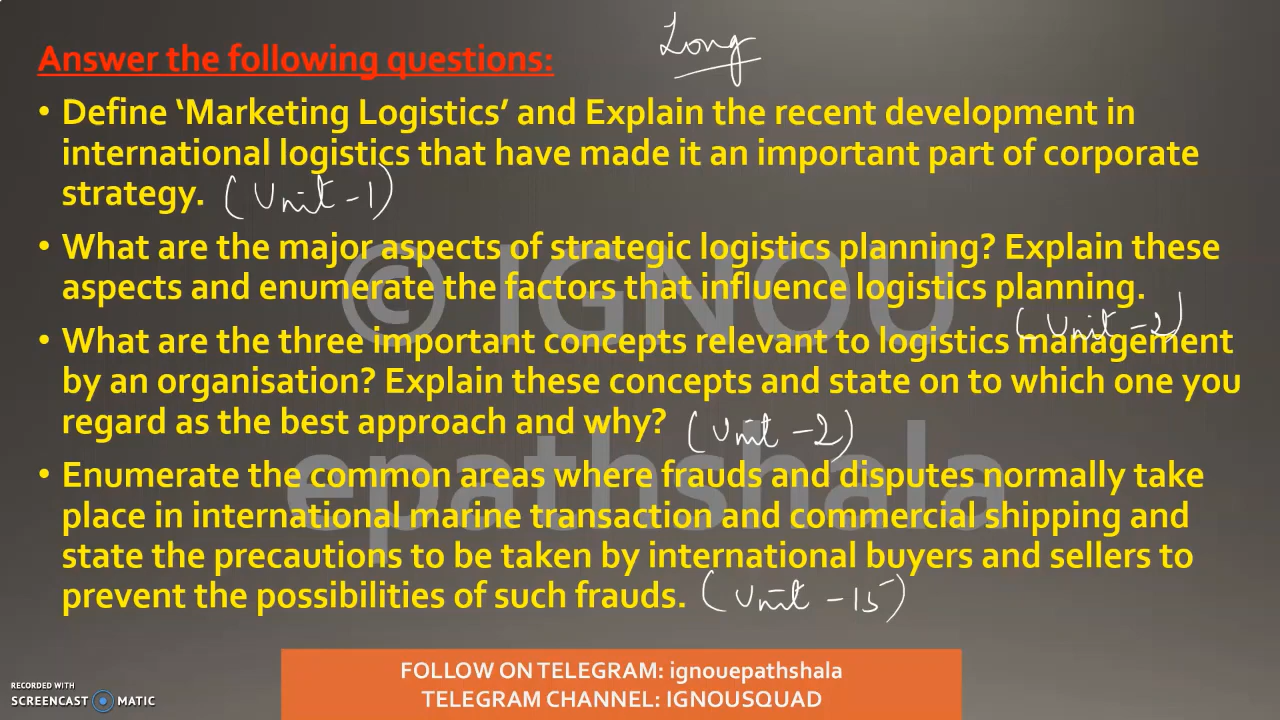 Long
Answer the following questions:
• Define ‘Marketing Logistics’ and Explain the recent development in
international logistics that have made it an important part of corporate
strategy. (Unit-1)
• What are the major aspects of strategic logistics planning? Explain these
aspects and enumerate the factors that influence logistics planning.
(Unit-2)
• What are the three important concepts relevant to logistics management
by an organisation? Explain these concepts and state on to which one you
regard as the best approach and why? (Unit-2)
• Enumerate the common areas where frauds and disputes normally take
place in international marine transaction and commercial shipping and
state the precautions to be taken by international buyers and sellers to
prevent the possibilities of such frauds. (Unit-15)
© IGNOU
epathshala
FOLLOW ON TELEGRAM: ignouepathshala
TELEGRAM CHANNEL: IGNOUSQUAD
RECORDED WITH
SCREENCAST MATIC